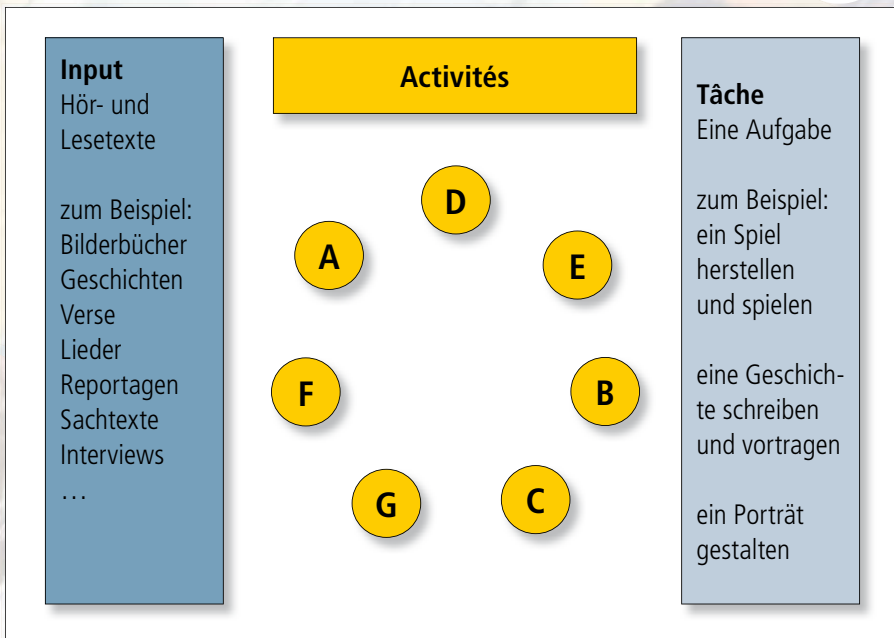 Input
Hör- und
Lesetexte
zum Beispiel:
Bilderbücher
Geschichten
Verse
Lieder
Reportagen
Sachtexte
Interviews
…
Activités
D
A
E
F
B
G
C
Tâche
Eine Aufgabe
zum Beispiel:
ein Spiel
herstellen
und spielen
eine Geschich-
te schreiben
und vortragen
ein Porträt
gestalten